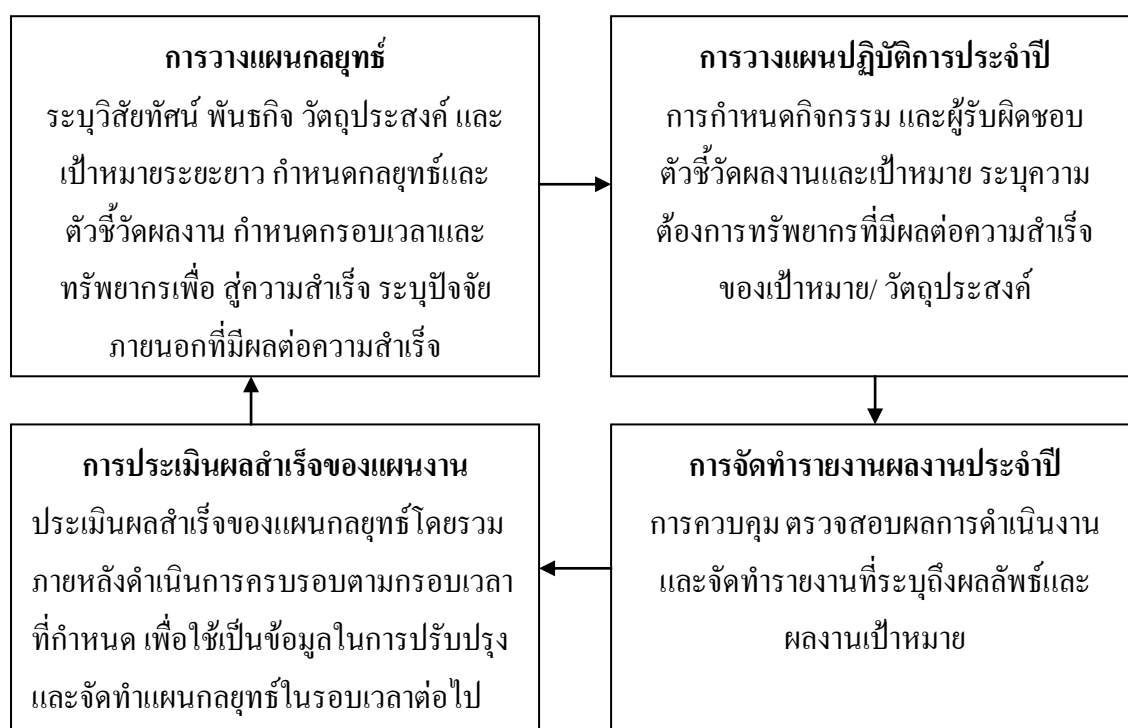 การวางแผนกลยุทธ์
ระบุวิสัยทัศน์ พันธกิจ วัตถุประสงค์ และ
เป้าหมายระยะยาว กำหนดกลยุทธ์และ
ตัวชี้วัดผลงาน กำหนดกรอบเวลาและ
ทรัพยากรเพื่อ สู่ความสำเร็จ ระบุปัจจัย
ภายนอกที่มีผลต่อความสำเร็จ
การวางแผนปฏิบัติการประจำปี
การกำหนดกิจกรรม และผู้รับผิดชอบ
ตัวชี้วัดผลงานและเป้าหมาย ระบุความ
ต้องการทรัพยากรที่มีผลต่อความสำเร็จ
ของเป้าหมาย/ วัตถุประสงค์
การจัดทำรายงานผลงานประจำปี
การควบคุม ตรวจสอบผลการดำเนินงาน
และจัดทำรายงานที่ระบุถึงผลลัพธ์และ
ผลงานเป้าหมาย
การประเมินผลสำเร็จของแผนงาน
ประเมินผลสำเร็จของแผนกลยุทธ์โดยรวม
ภายหลังดำเนินการครบรอบตามกรอบเวลา
ที่กำหนด เพื่อใช้เป็นข้อมูลในการปรับปรุง
และจัดทำแผนกลยุทธ์ในรอบเวลาต่อไป